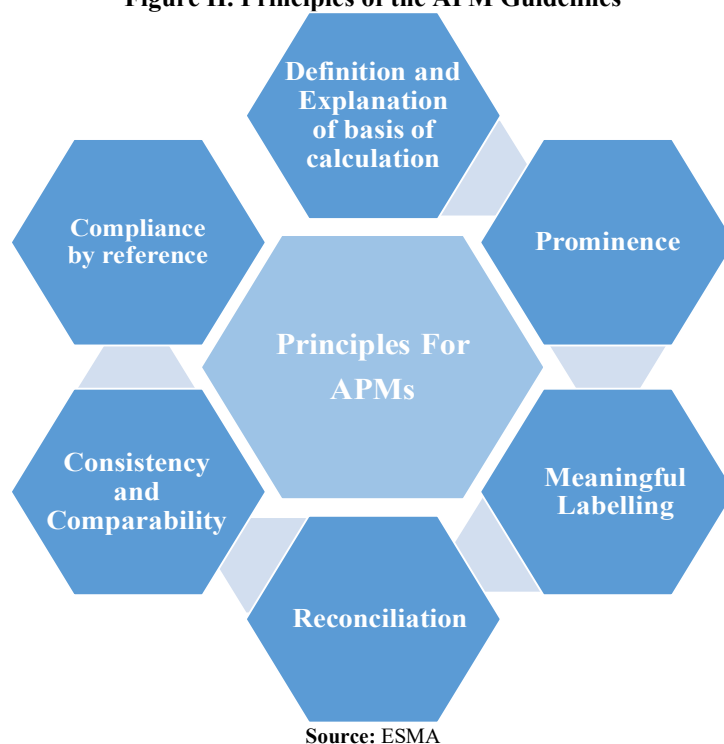 Figure II: Principles of the APM Guidelines
Definition and
Explanation
of basis of
calculation
Compliance
by reference
Prominence
Principles For
APMs
Consistency
and
Comparability
Meaningful
Labelling
Reconciliation
Source: ESMA